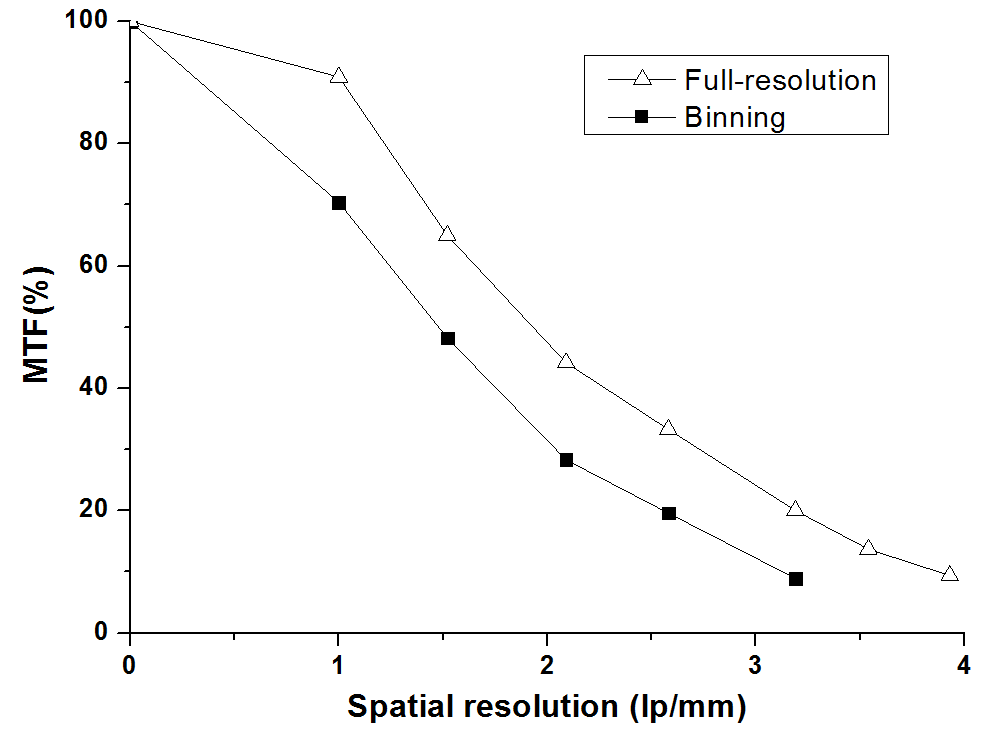 100
80
60
40
20
0
MTF(%)
Full-resolution
Binning
0 1 2 3 4
Spatial resolution (lp/mm)